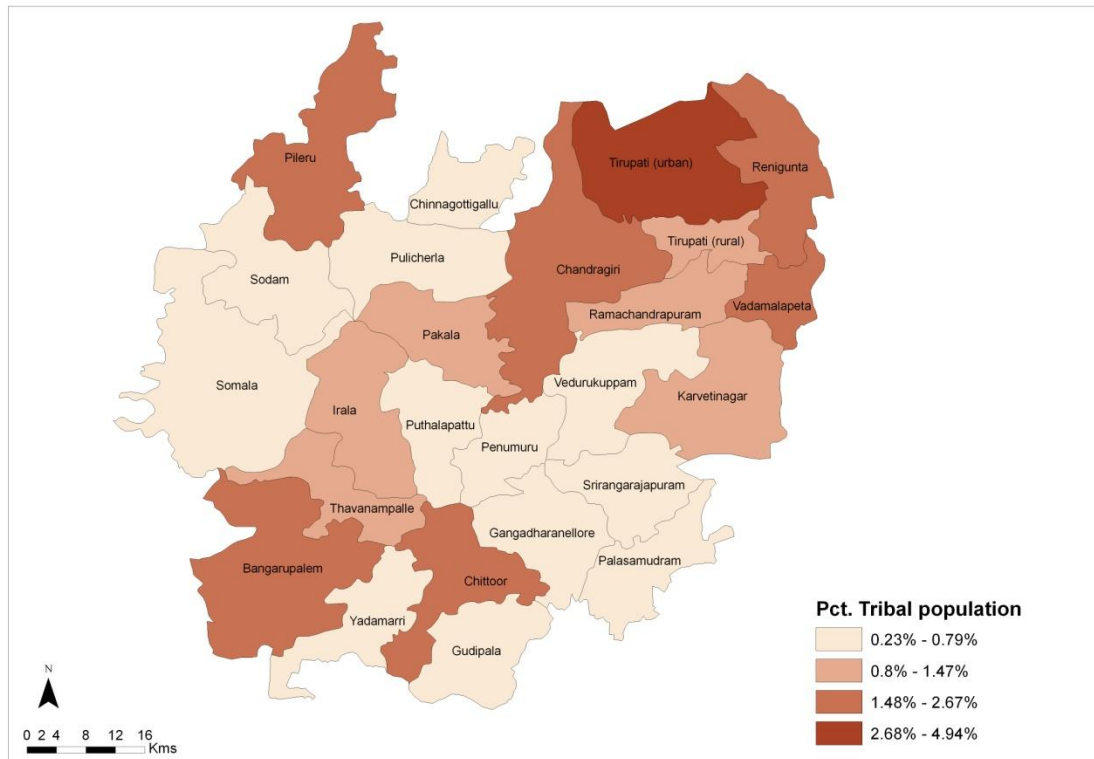 Pileru
Tirupati (urban)
Renigunta
Chinnagottigallu
Tirupati (rural)
Pulicherla
Chandragiri
Sodam
Vadamalapeta
Ramachandrapuram
Pakala
Somala
Vedurukuppam
Karvetinagar
Irala
Puthalapattu
Penumuru
Srirangarajapuram
Thavanampalle
Gangadharanellore
Palasamudram
Bangarupalem
Chittoor
Yadamarri
Gudipala
Pct. Tribal population
0.23% - 0.79%
0.8% - 1.47%
1.48% - 2.67%
2.68% - 4.94%
N
0 2 4 8 12 16
Kms